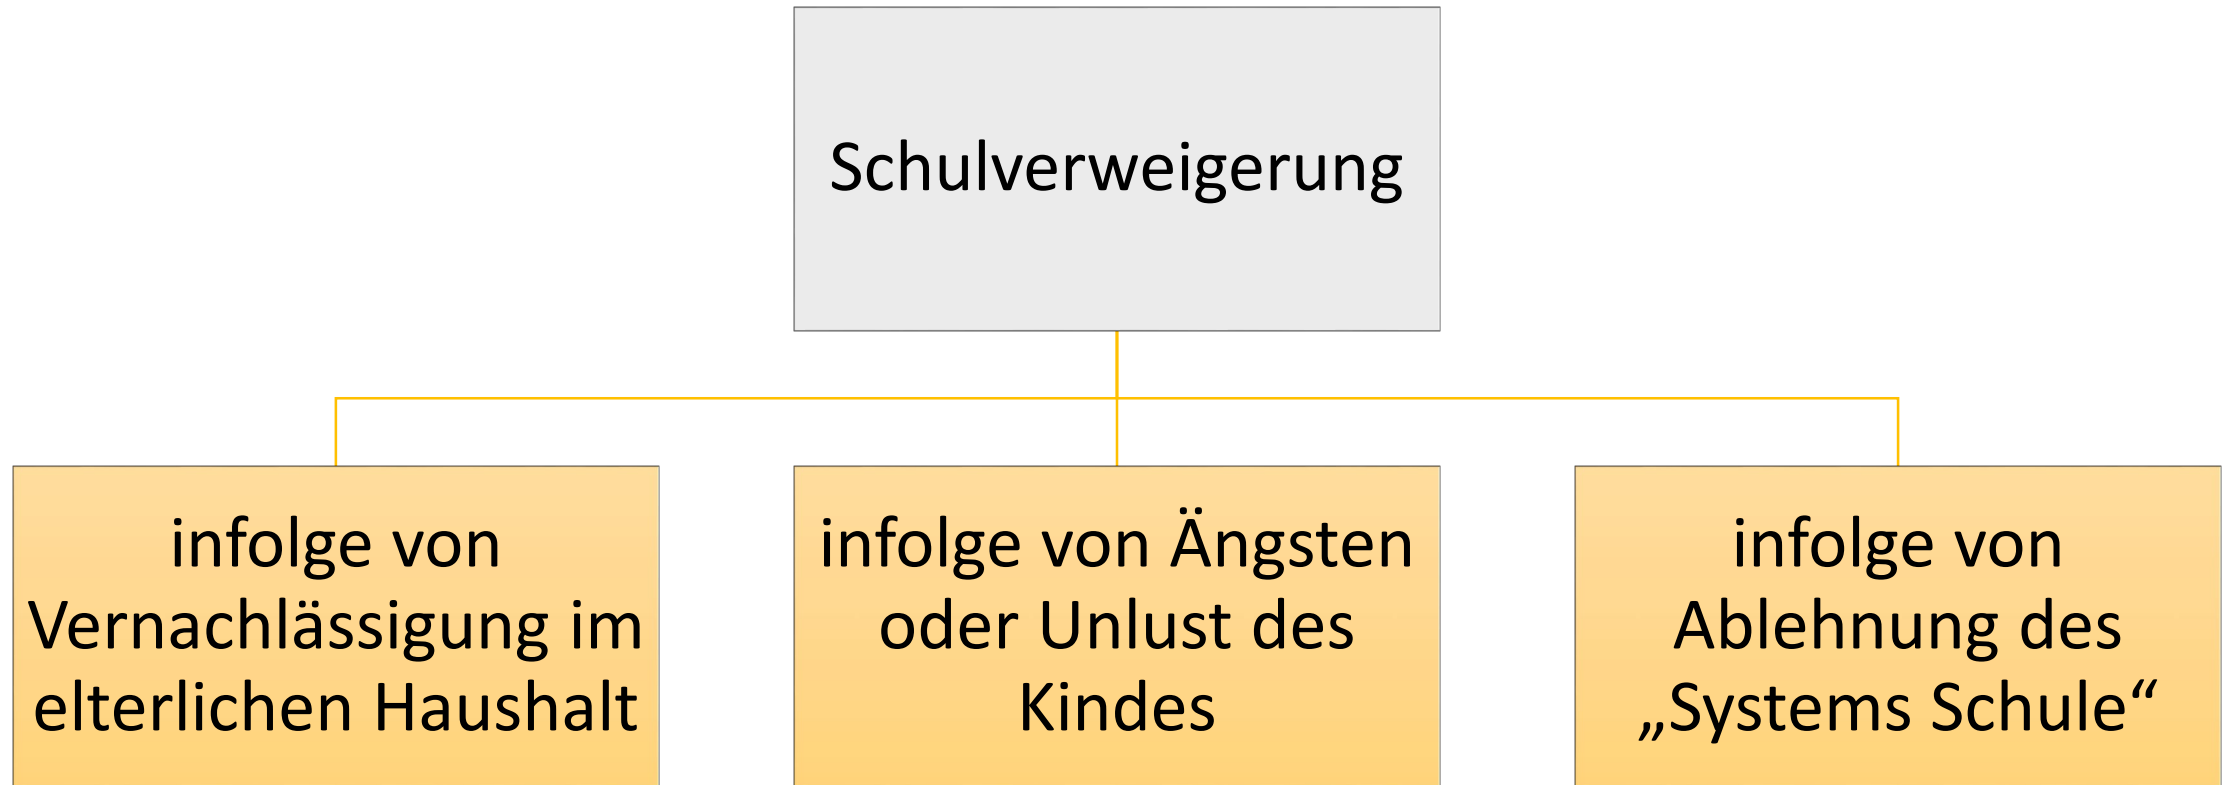 Schulverweigerung
infolge von
Vernachlässigung im
elterlichen Haushalt
infolge von Ängsten
oder Unlust des
Kindes
infolge von
Ablehnung des
„Systems Schule“